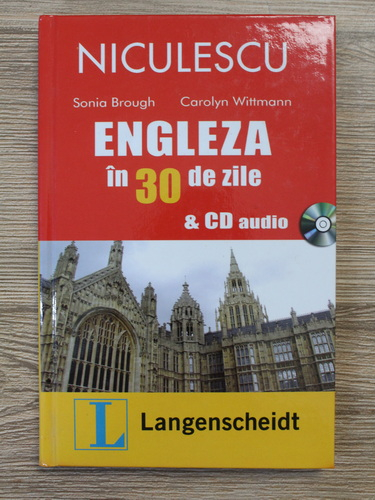 NICULESCU
Sonia Brough Carolyn Wittmann
ENGLEZA
în 30 de zile
& CD audio
L Langenscheidt